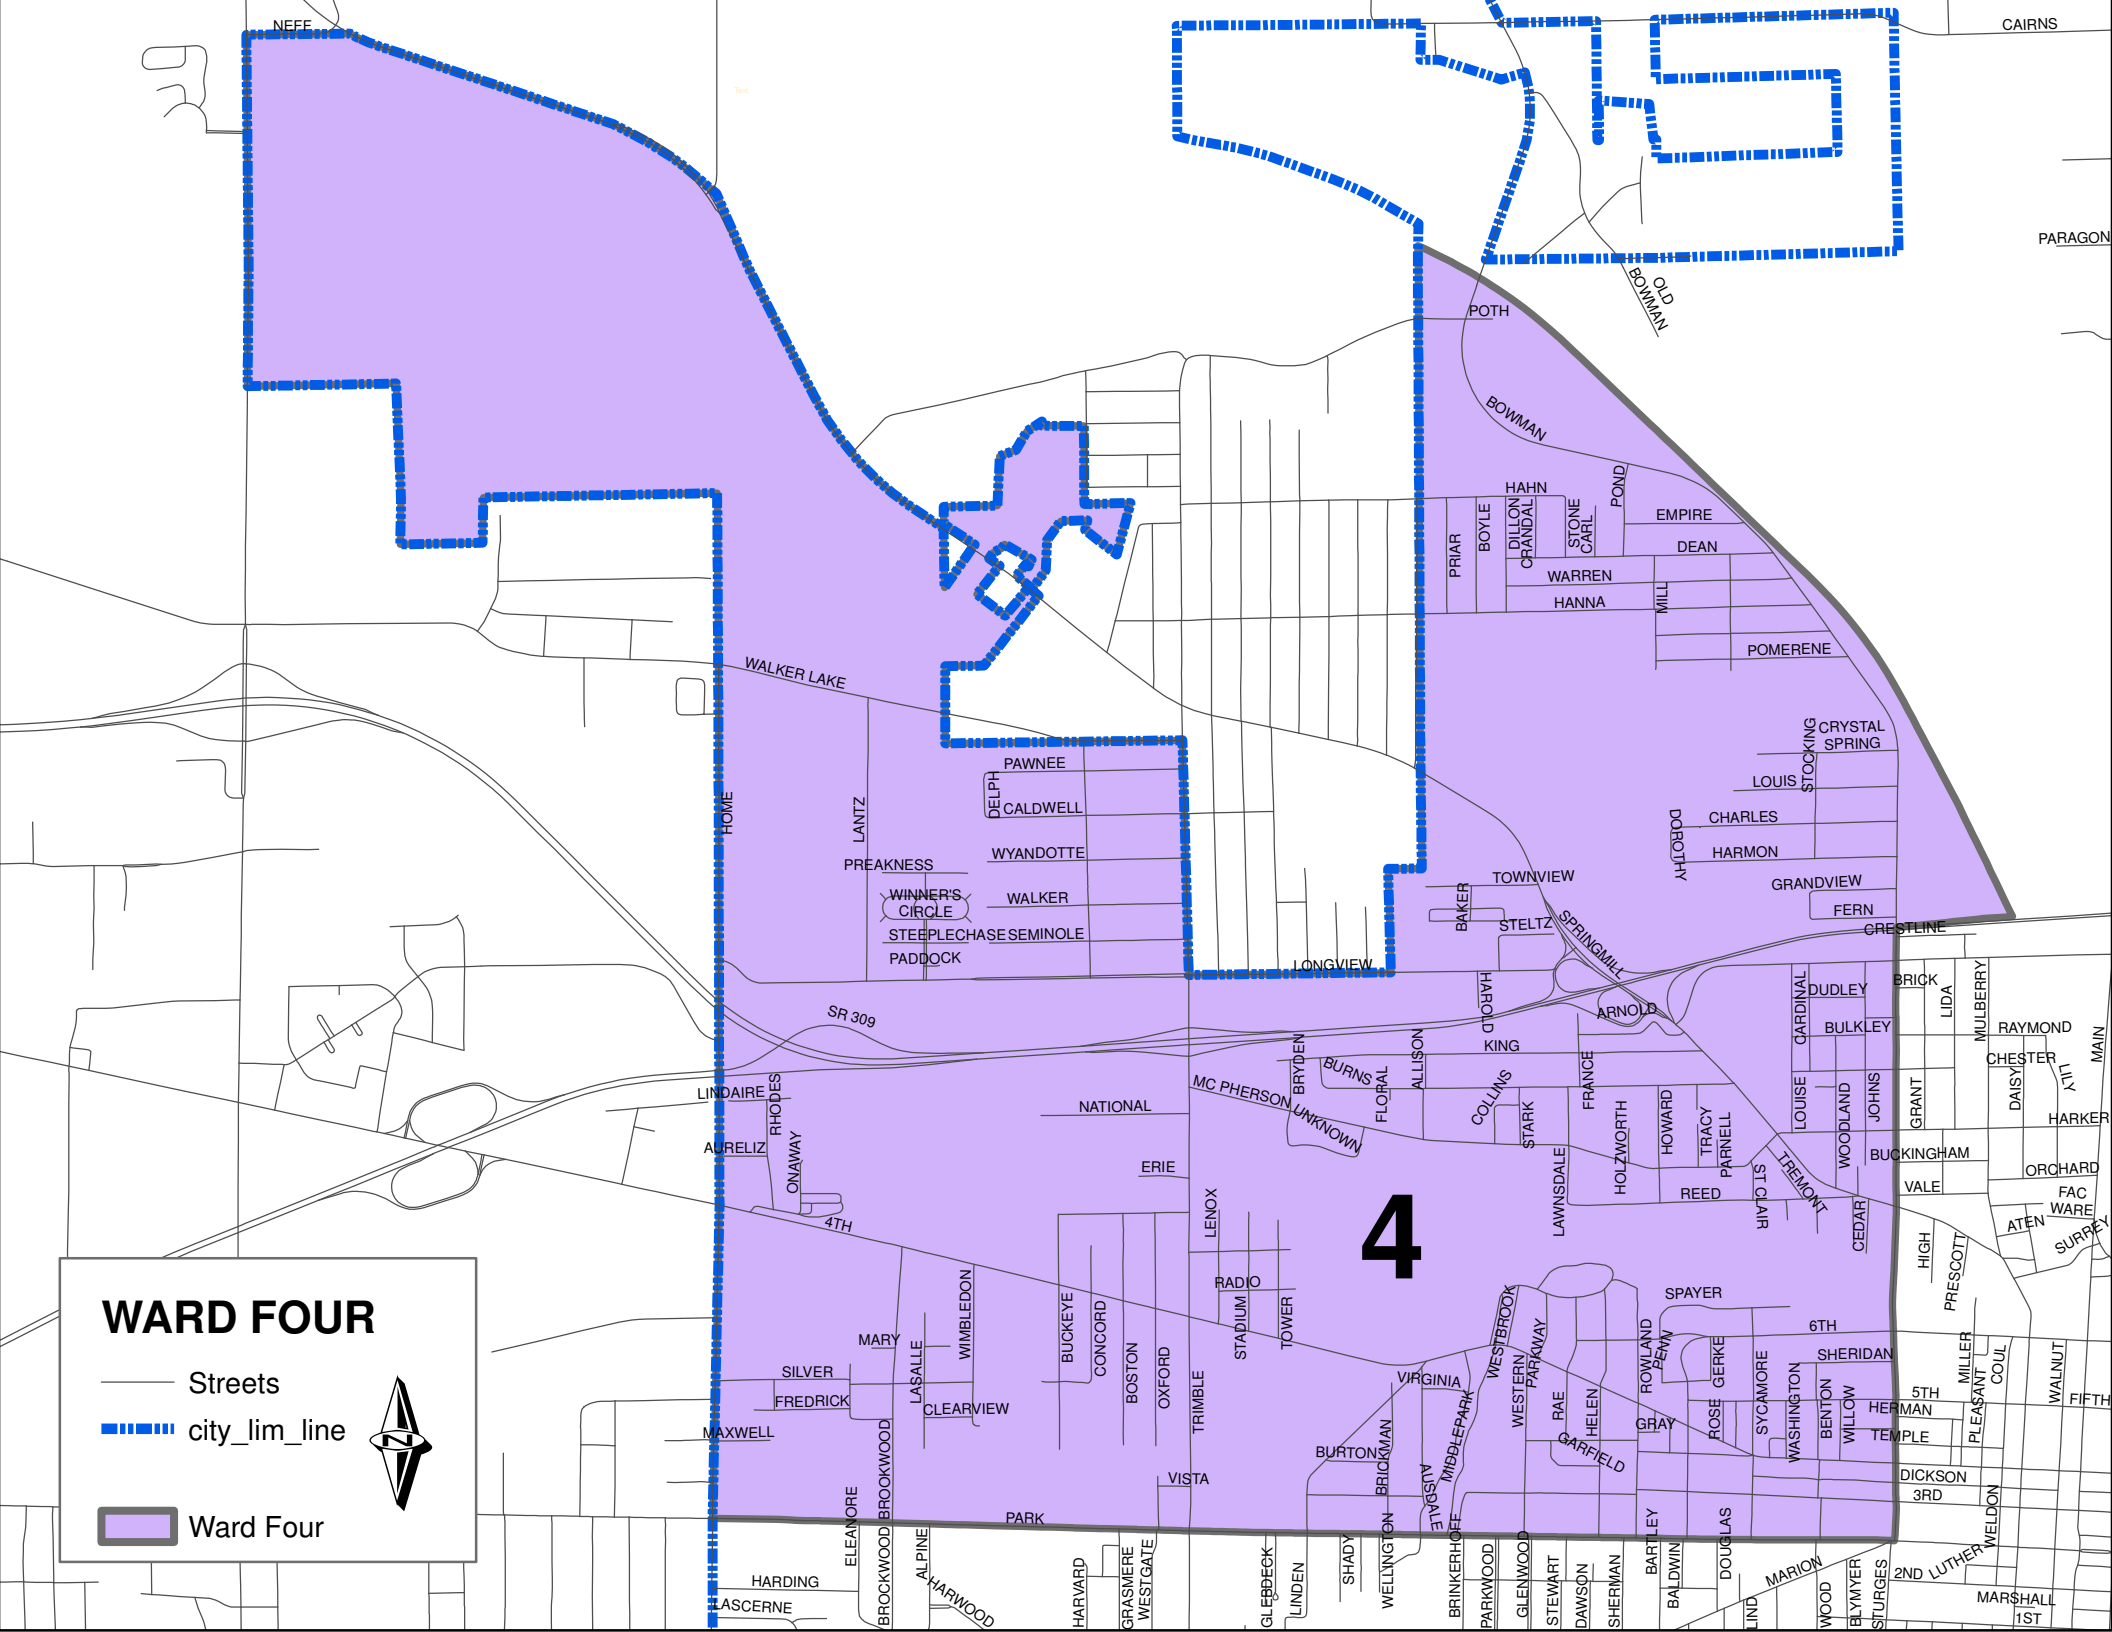 NEFF
CAIRNS
Text
PARAGON
OLD
BOWMAN
POTH
BOWMAN
HAHN
POND
EMPIRE
PRIAR
BOYLE
DILLON
CRANDAL
STONE
CARL
DEAN
WARREN
MILL
HANNA
POMERENE
WALKER LAKE
CRYSTAL
SPRING
STOCKING
LOUIS
CHARLES
DOROTHY
HARMON
GRANDVIEW
FERN
CRESTLINE
HOME
LANTZ
PAWNEE
DELPH
CALDWELL
WYANDOTTE
PREAKNESS
WINNER'S
CIRCLE
WALKER
STEEPLECHASE
SEMINOLE
PADDOCK
LONGVIEW
TOWNVIEW
BAKER
STELTZ
SPRINGMILL
HAROLD
ARNOLD
SR 309
KING
BRYDEN
BURNS
FLORAL
ALLISON
MC PHERSON
UNKNOWN
COLLINS
STARK
FRANCE
HOLZWORTH
HOWARD
TRACY
PARNELL
LAWNSDALE
REED
ST CLAIR
TREMONT
CEDAR
CARDINAL
DUDLEY
BULKLEY
LOUISE
WOODLAND
JOHNS
BRICK
LIDA
MULBERRY
RAYMOND
MAIN
CHESTER
DAISY
LILY
GRANT
HARKER
BUCKINGHAM
ORCHARD
VALE
FAC
WARE
ATEN
SURREY
HIGH
PRESCOTT
LINDAIRE
RHODES
AURELIZ
ONAWAY
NATIONAL
ERIE
4TH
LENOX
RADIO
STADIUM
TOWER
4
WIMBLEDON
BUCKEYE
CONCORD
BOSTON
OXFORD
TRIMBLE
MARY
LASALLE
SILVER
FREDRICK
CLEARVIEW
MAXWELL
BROOKWOOD
VISTA
PARK
WESTBROOK
WESTERN
PARKWAY
VIRGINIA
MIDDLEPARK
RAE
HELEN
BURTON
BRICKMAN
AUSDALE
GARFIELD
GRAY
ROWLAND
PENN
SPAYER
6TH
GERKE
SHERIDAN
ROSE
SYCAMORE
WASHINGTON
BENTON
WILLOW
MILLER
COUL
WALNUT
5TH
FIFTH
HERMAN
PLEASANT
TEMPLE
DICKSON
3RD
WELDON
ELEANORE
BROCKWOOD
ALPINE
HARWOOD
HARDING
LASCERNE
HARVARD
GRASMERE
WESTGATE
GLEBDECK
LINDEN
SHADY
WELLINGTON
BRINKERHOFF
PARKWOOD
GLENWOOD
STEWART
DAWSON
SHERMAN
BARTLEY
BALDWIN
DOUGLAS
LIND
MARION
WOOD
BLYMYER
STURGES
2ND
LUTHER
MARSHALL
1ST
WARD FOUR
Streets
city_lim_line
N
Ward Four